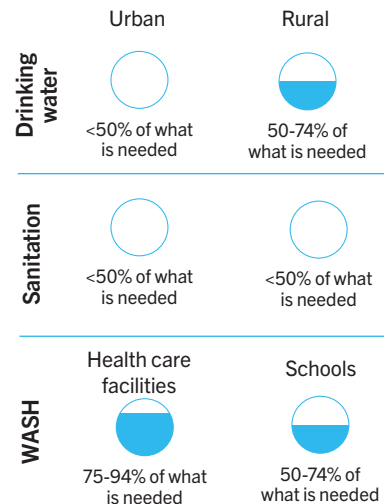 Urban
Rural
Drinking
water
<50% of what
is needed
50-74% of
what is needed
Sanitation
<50% of what
is needed
<50% of what
is needed
WASH
Health care
facilities
Schools
75-94% of what
is needed
50-74% of
what is needed